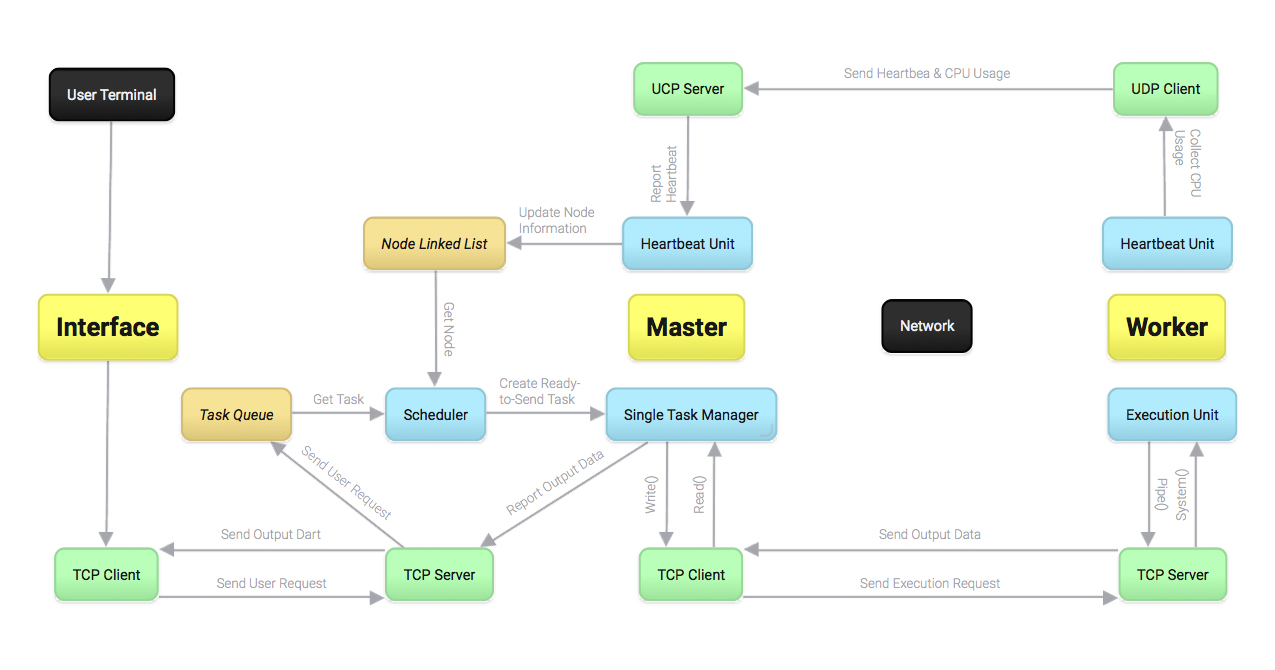 User Terminal
UCP Server
Send Heartbea & CPU Usage
UDP Client
Report
Heartbeat
Collect CPU
Usage
Node Linked List
Update Node
Information
Heartbeat Unit
Heartbeat Unit
Interface
Get Node
Master
Network
Worker
Task Queue
Get Task
Scheduler
Create Ready-
to-Send Task
Single Task Manager
Execution Unit
Send User Request
Report Output Data
Write()
Read()
Pipe()
System()
Send Output Dart
Send Output Data
TCP Client
TCP Server
TCP Client
TCP Server
Send User Request
Send Execution Request